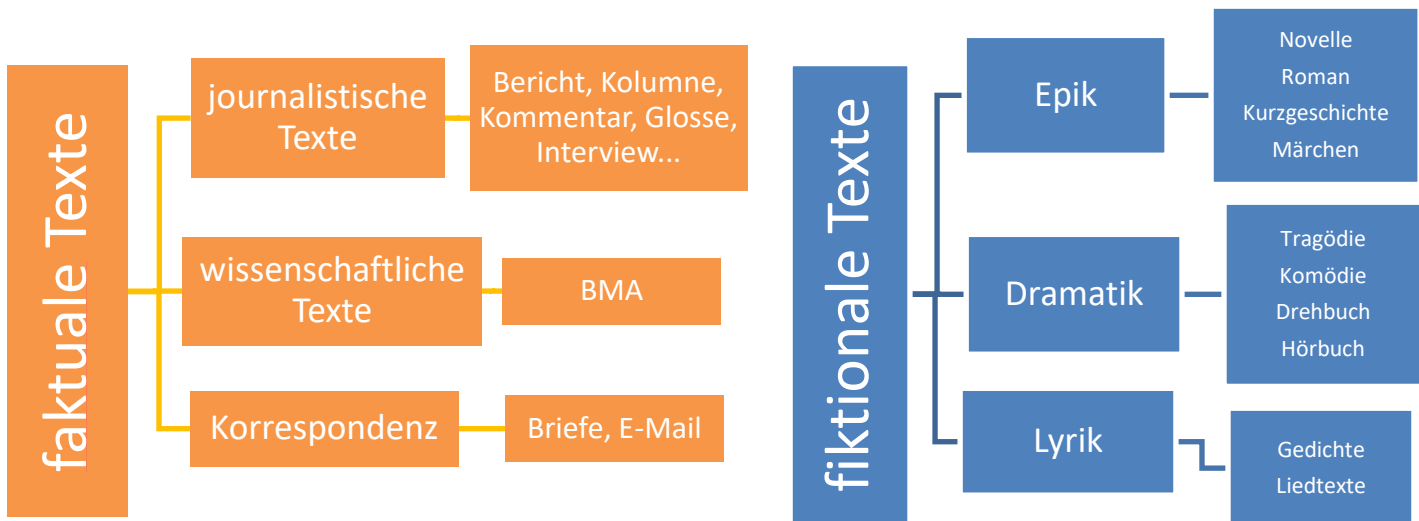 faktuale Texte
journalistische
Texte
Bericht, Kolumne,
Kommentar, Glosse,
Interview...
wissenschaftliche
Texte
BMA
Korrespondenz
Briefe, E-Mail
fiktionale Texte
Epik
Novelle
Roman
Kurzgeschichte
Märchen
Dramatik
Tragödie
Komödie
Drehbuch
Hörbuch
Lyrik
Gedichte
Liedtexte